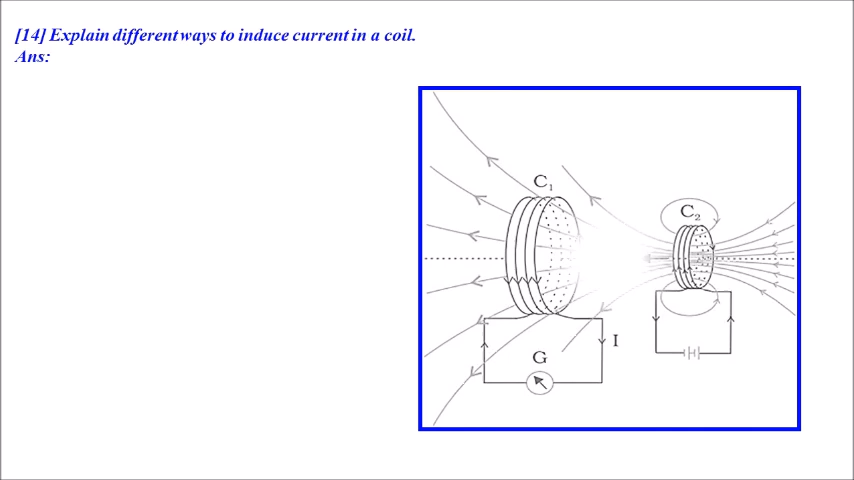 [14] Explain different ways to induce current in a coil.
Ans:
C₁
C₂
I
G